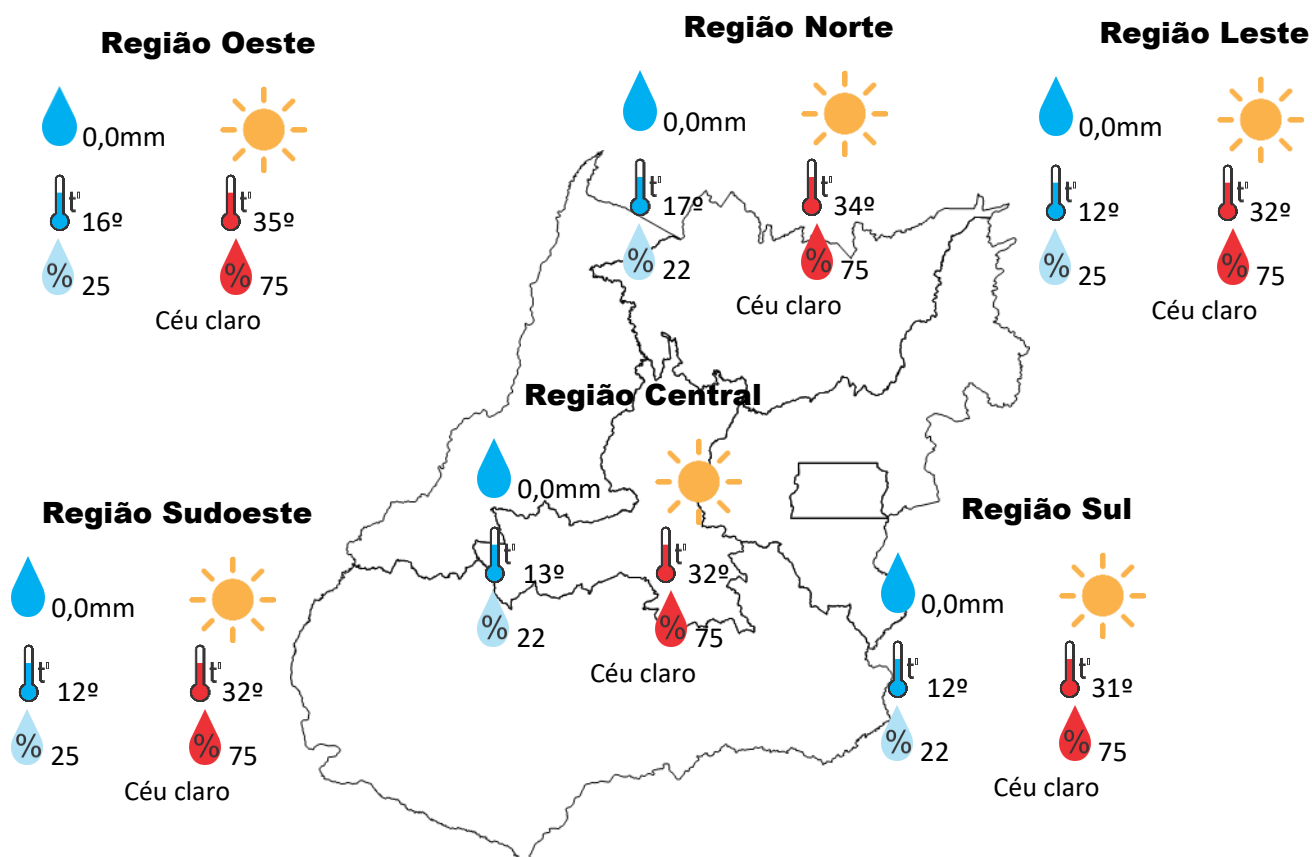 Região Oeste
0,0mm
t°
16º
t°
35º
%
25
%
75
Céu claro
Região Norte
0,0mm
t°
17º
t°
34º
%
22
%
75
Céu claro
Região Leste
0,0mm
t°
12º
t°
32º
%
25
%
75
Céu claro
Região Central
0,0mm
t°
13º
t°
32º
%
22
%
75
Céu claro
Região Sudoeste
0,0mm
t°
12º
t°
32º
%
25
%
75
Céu claro
Região Sul
0,0mm
t°
12º
t°
31º
%
22
%
75
Céu claro